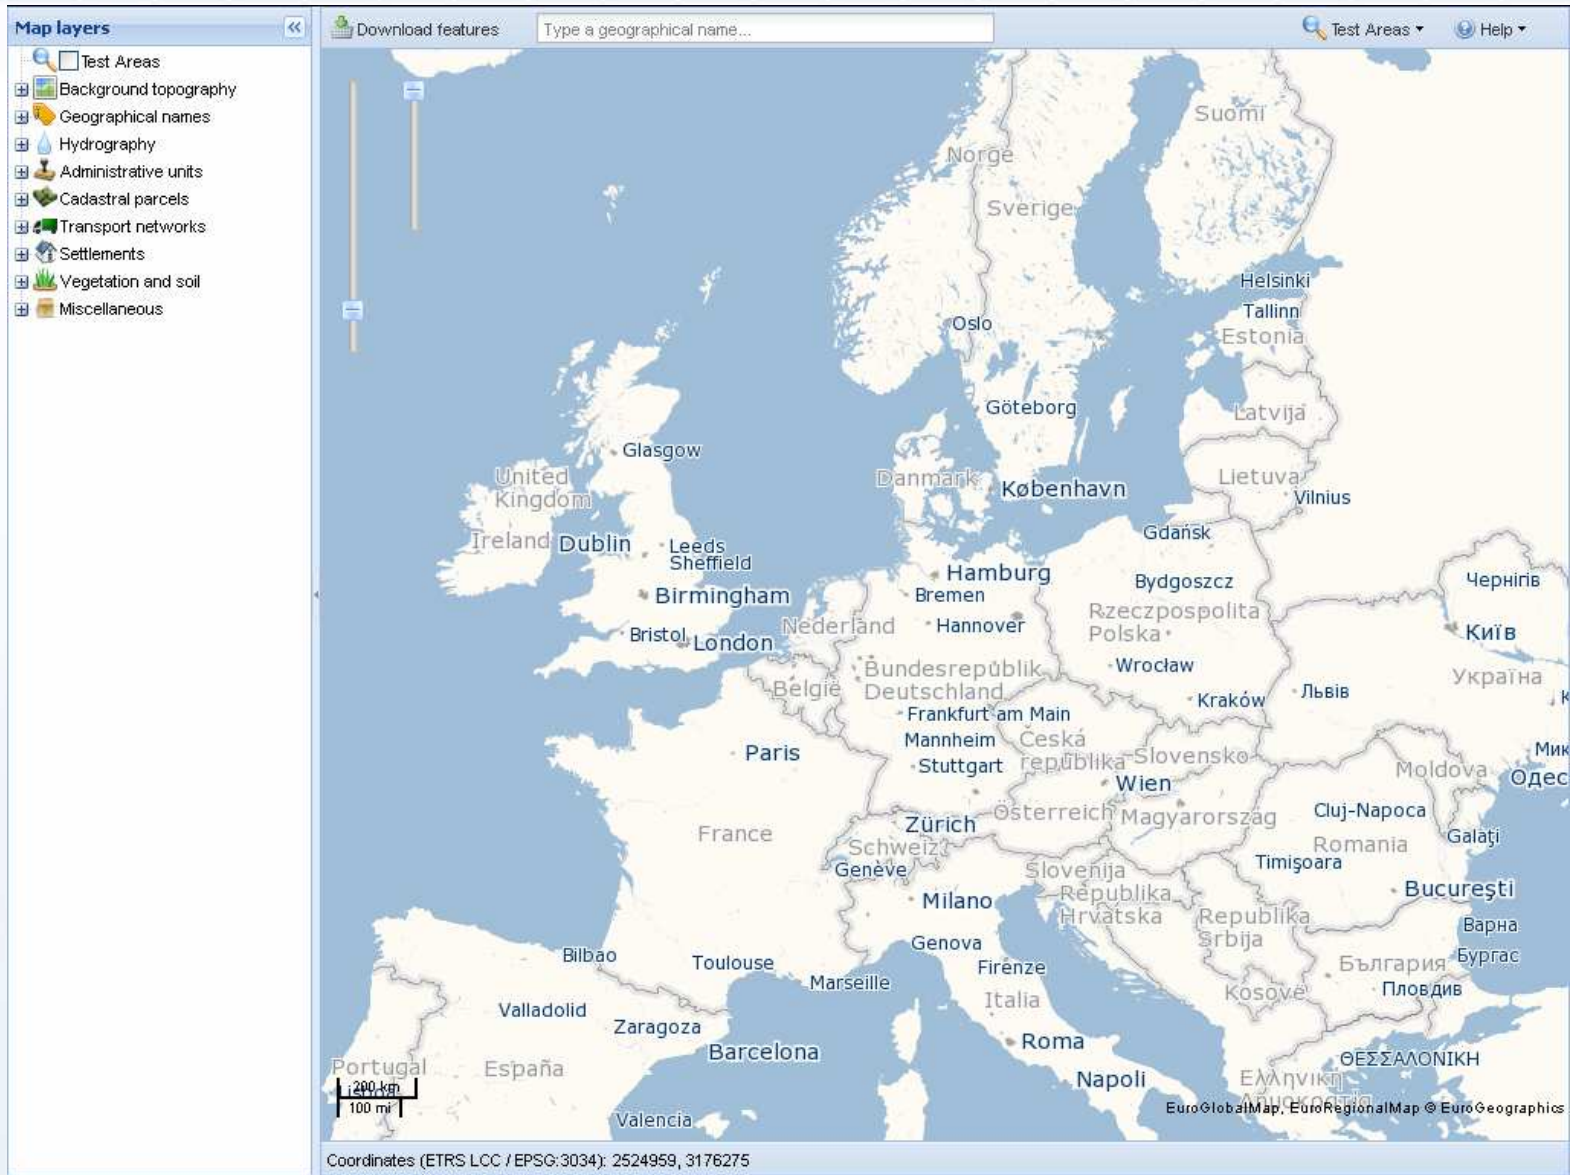 Map layers
Download features
Type a geographical name...
Test Areas
Help
Test Areas
Background topography
Geographical names
Hydrography
Administrative units
Cadastral parcels
Transport networks
Settlements
Vegetation and soil
Miscellaneous
Suomi
Norge
Sverige
Helsinki
Tallinn
Oslo
Estonia
Göteborg
Latvija
Glasgow
United
Kingdom
Danmark
København
Lietuva
Vilnius
Gdańsk
Ireland
Dublin
Leeds
Sheffield
Hamburg
Bydgoszcz
Чернігів
Birmingham
Bremen
Rzeczpospolita
Polska
Nederland
Hannover
Bristol
London
Київ
Wrocław
Bundesrepublik
Deutschland
België
Україна
Львів
Kraków
К
Frankfurt am Main
Mannheim
Česká
republika
Slovensko
Paris
Stuttgart
Мик
Moldova
Одес
Wien
Österreich
Magyarország
Cluj-Napoca
Zürich
France
Schweiz
Romania
Galaţi
Genève
Slovenija
Timişoara
Milano
Republika
Hrvatska
Bucureşti
Republika
Srbija
Варна
Genova
Bilbao
Toulouse
Firenze
Бургас
България
Marseille
Italia
Kosove
Пловдив
Valladolid
Zaragoza
Roma
Barcelona
ΘΕΣΣΑΛΟΝΙΚΗ
Portugal
España
Napoli
Ελληνική
Δημοκρατία
Lisboa
200 km
100 mi
Valencia
EuroGlobalMap, EuroRegionalMap © EuroGeographics
Coordinates (ETRS LCC / EPSG:3034): 2524959, 3176275